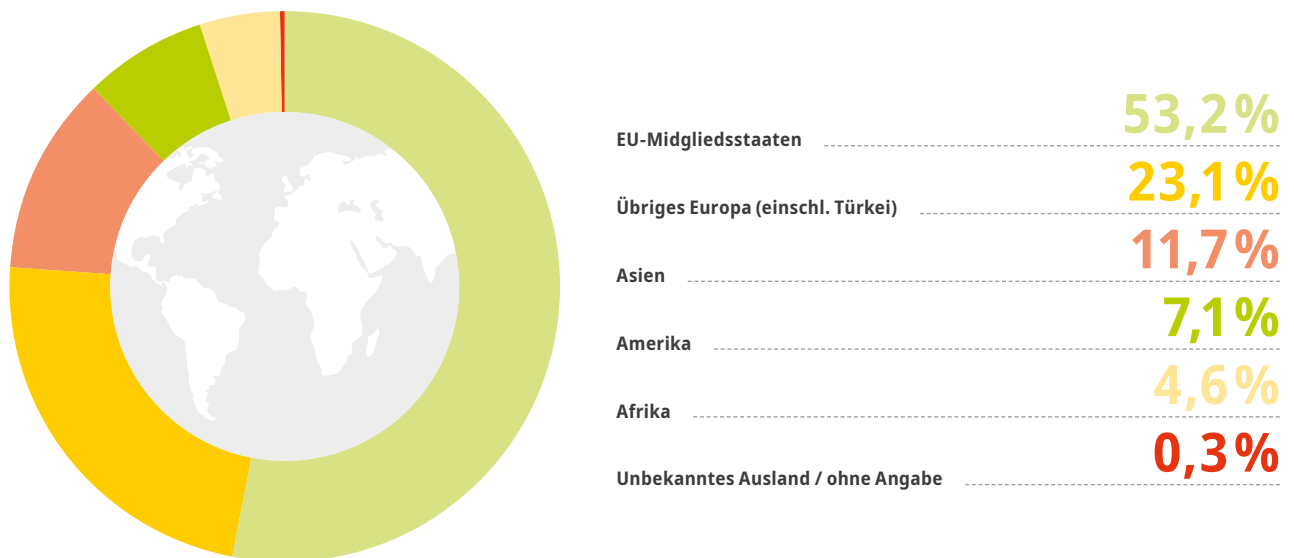 53,2 %
EU-Midgliedsstaaten
23,1 %
Übriges Europa (einschl. Türkei)
11,7 %
Asien
7,1 %
Amerika
4,6 %
Afrika
0,3 %
Unbekanntes Ausland / ohne Angabe